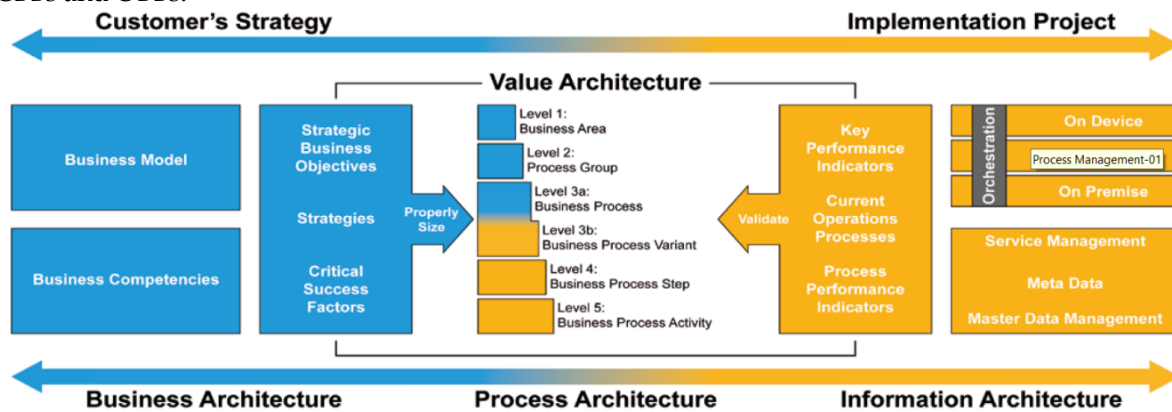 Customer's Strategy
Implementation Project
Value Architecture
Business Model
Business Competencies
Strategic
Business
Objectives
Strategies
Critical
Success
Factors
Properly
Size
Level 1:
Business Area
Level 2:
Process Group
Level 3a:
Business Process
Level 3b:
Business Process Variant
Level 4:
Business Process Step
Level 5:
Business Process Activity
Validate
Key
Performance
Indicators
Current
Operations
Processes
Process
Performance
Indicators
Orchestration
On Device
Process Management-01
On Premise
Service Management
Meta Data
Master Data Management
Business Architecture
Process Architecture
Information Architecture